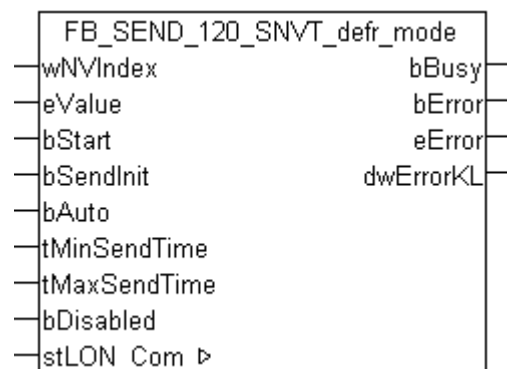 FB_SEND_120_SNVT_defr_mode
wNVIndex bBusy
eValue bError
bStart eError
bSendInit dwErrorKL
bAuto
tMinSendTime
tMaxSendTime
bDisabled
stLON_Com ▷